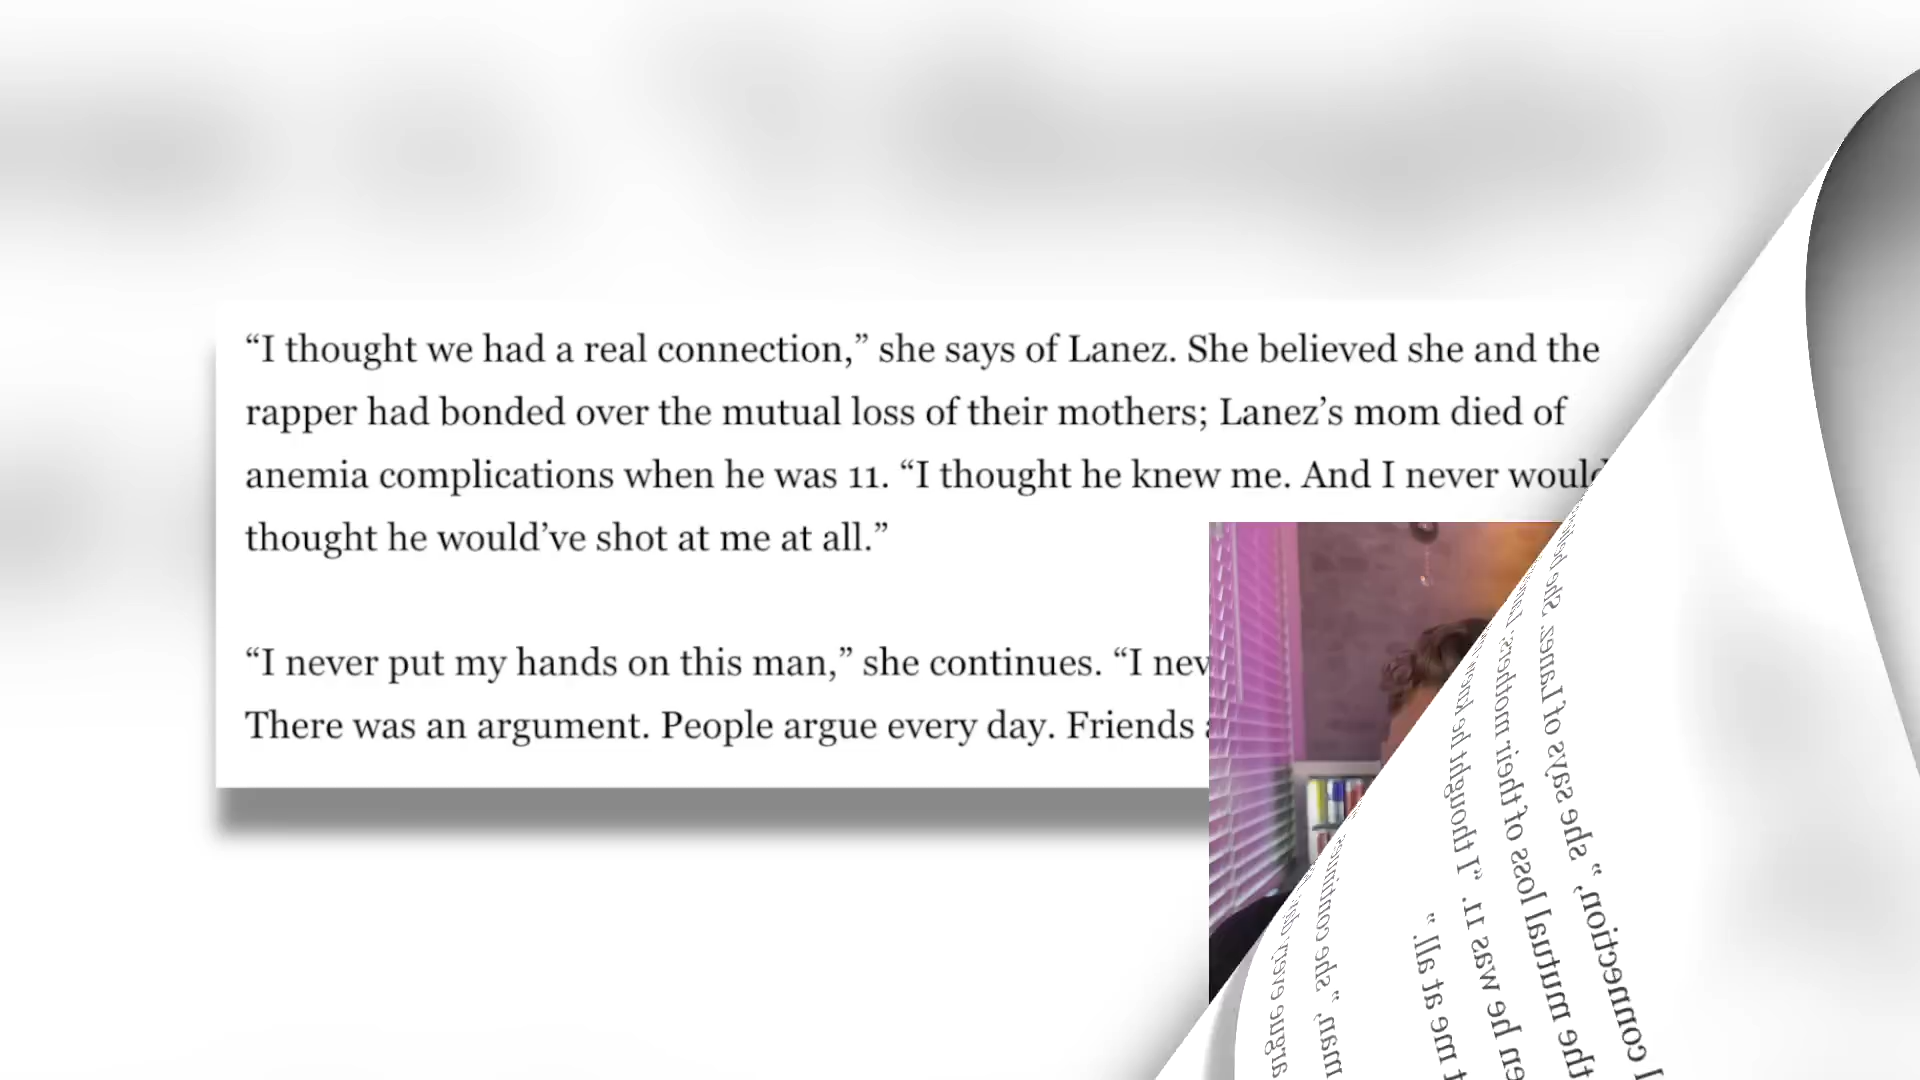 “I thought we had a real connection,” she says of Lanez. She believed she and the
rapper had bonded over the mutual loss of their mothers; Lanez’s mom died of
anemia complications when he was 11. “I thought he knew me. And I never would
thought he would’ve shot at me at all.”
“I never put my hands on this man,” she continues. “I
There was an argument. People argue every day. Friends